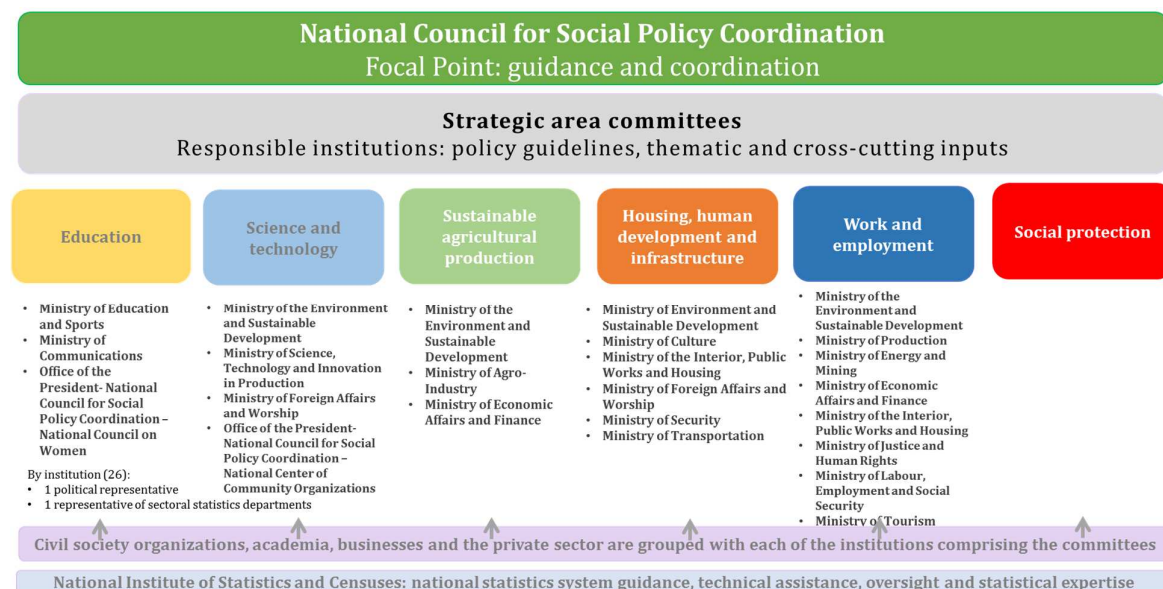 National Council for Social Policy Coordination
Focal Point: guidance and coordination
Strategic area committees
Responsible institutions: policy guidelines, thematic and cross-cutting inputs
Education
Science and
technology
Sustainable
agricultural
production
Housing, human
development and
infrastructure
Work and
employment
Social protection
• Ministry of Education
and Sports
• Ministry of
Communications
• Office of the
President- National
Council for Social
Policy Coordination –
National Council on
Women
• Ministry of the Environment
and Sustainable
Development
• Ministry of Science,
Technology and Innovation
in Production
• Ministry of Foreign Affairs
and Worship
• Office of the President-
National Council for Social
Policy Coordination –
National Center of
Community Organizations
• Ministry of the
Environment and
Sustainable
Development
• Ministry of Agro-
Industry
• Ministry of Economic
Affairs and Finance
• Ministry of Environment and
Sustainable Development
• Ministry of Culture
• Ministry of the Interior, Public
Works and Housing
• Ministry of Foreign Affairs and
Worship
• Ministry of Security
• Ministry of Transportation
• Ministry of the
Environment and
Sustainable Development
• Ministry of Production
• Ministry of Energy and
Mining
• Ministry of Economic
Affairs and Finance
• Ministry of the Interior,
Public Works and Housing
• Ministry of Justice and
Human Rights
• Ministry of Labour,
Employment and Social
Security
• Ministry of Tourism
By institution (26):
• 1 political representative
• 1 representative of sectoral statistics departments
Civil society organizations, academia, businesses and the private sector are grouped with each of the institutions comprising the committees
National Institute of Statistics and Censuses: national statistics system guidance, technical assistance, oversight and statistical expertise